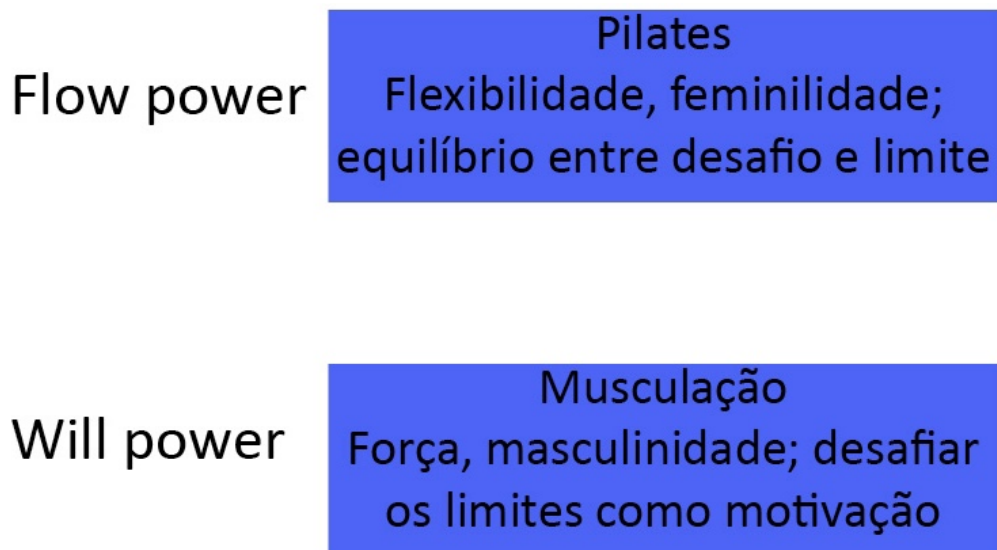 Flow power
Pilates
Flexibilidade, feminilidade;
equilíbrio entre desafio e limite
Will power
Musculação
Força, masculinidade; desafiar
os limites como motivação